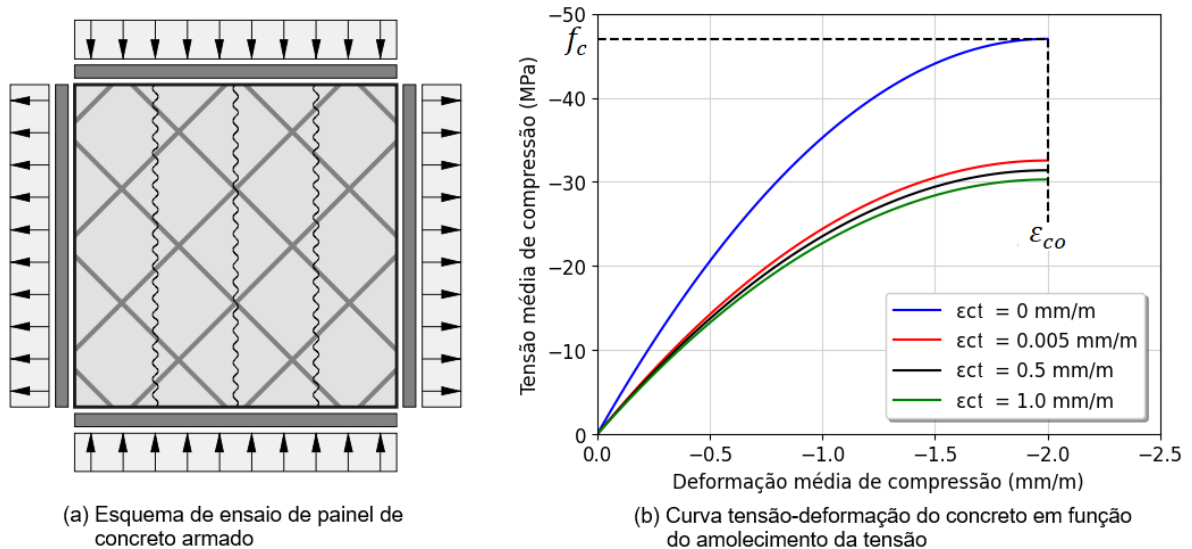 −50
f_c
−40
−30
−20
−10
0
Tensão média de compressão (MPa)
ε_co
εct = 0 mm/m
εct = 0.005 mm/m
εct = 0.5 mm/m
εct = 1.0 mm/m
0.0 −0.5 −1.0 −1.5 −2.0 −2.5
Deformação média de compressão (mm/m)
(a) Esquema de ensaio de painel de
concreto armado
(b) Curva tensão-deformação do concreto em função
do amolecimento da tensão